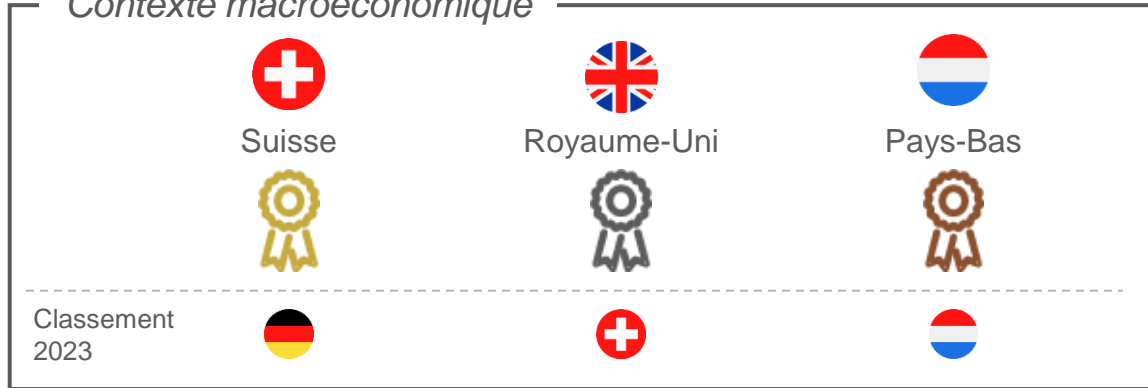 Contexte macroéconomique
Suisse
Royaume-Uni
Pays-Bas
Classement
2023